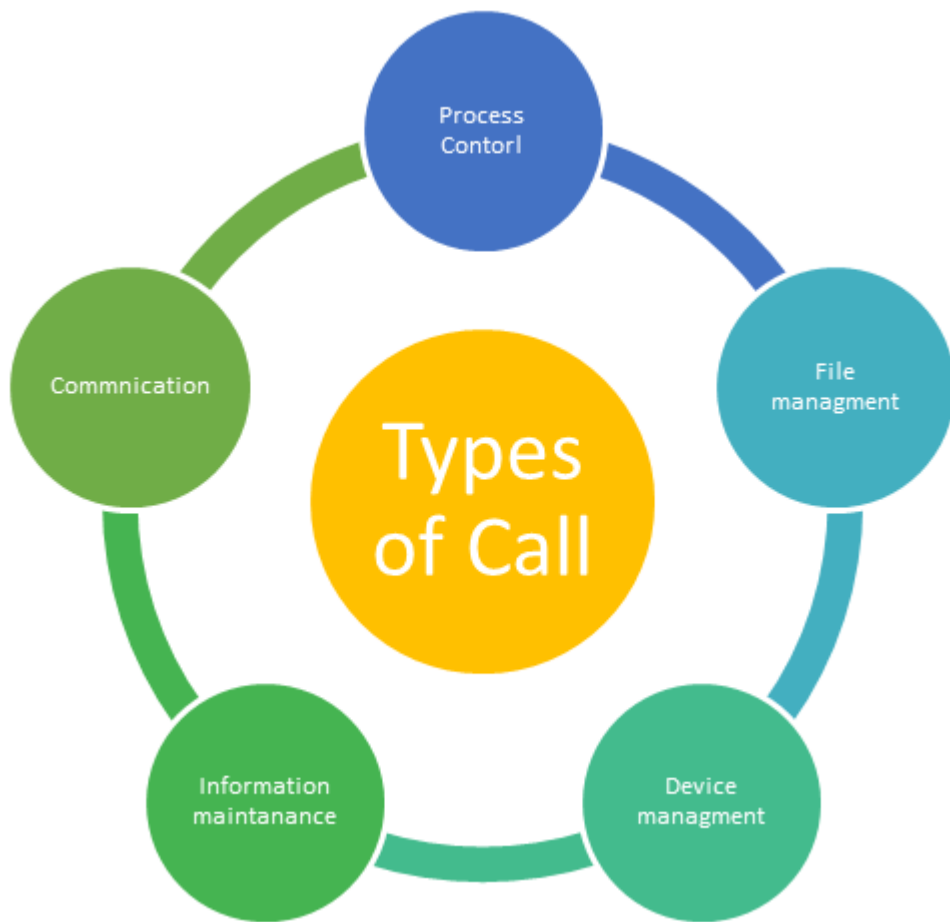 Process
Contorl
File
managment
Device
managment
Information
maintanance
Commnication
Types
of Call